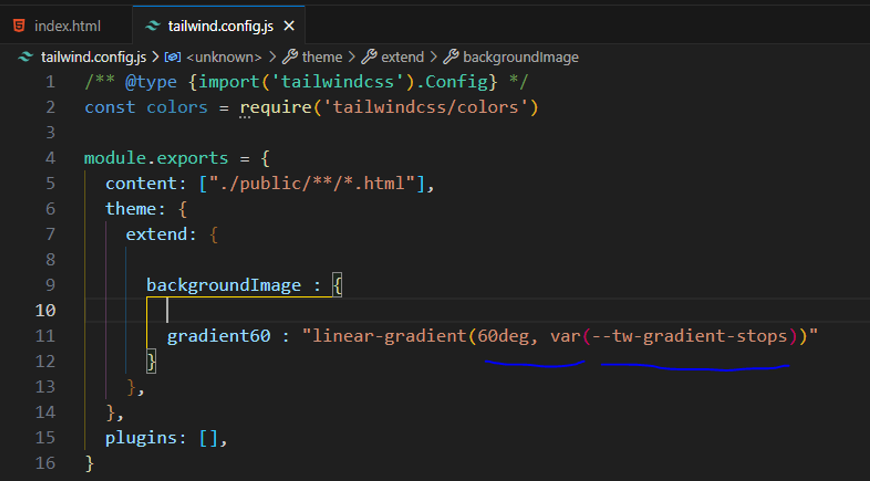 index.html tailwind.config.js
tailwind.config.js > <unknown> > theme > extend > backgroundImage
1 /** @type {import('tailwindcss').Config} */
2 const colors = require('tailwindcss/colors')
3
4 module.exports = {
5 content: ["./public/**/*.html"],
6 theme: {
7 extend: {
8
9 backgroundImage : {
10
11 gradient60 : "linear-gradient(60deg, var(--tw-gradient-stops))"
12 }
13 },
14 },
15 plugins: [],
16 }